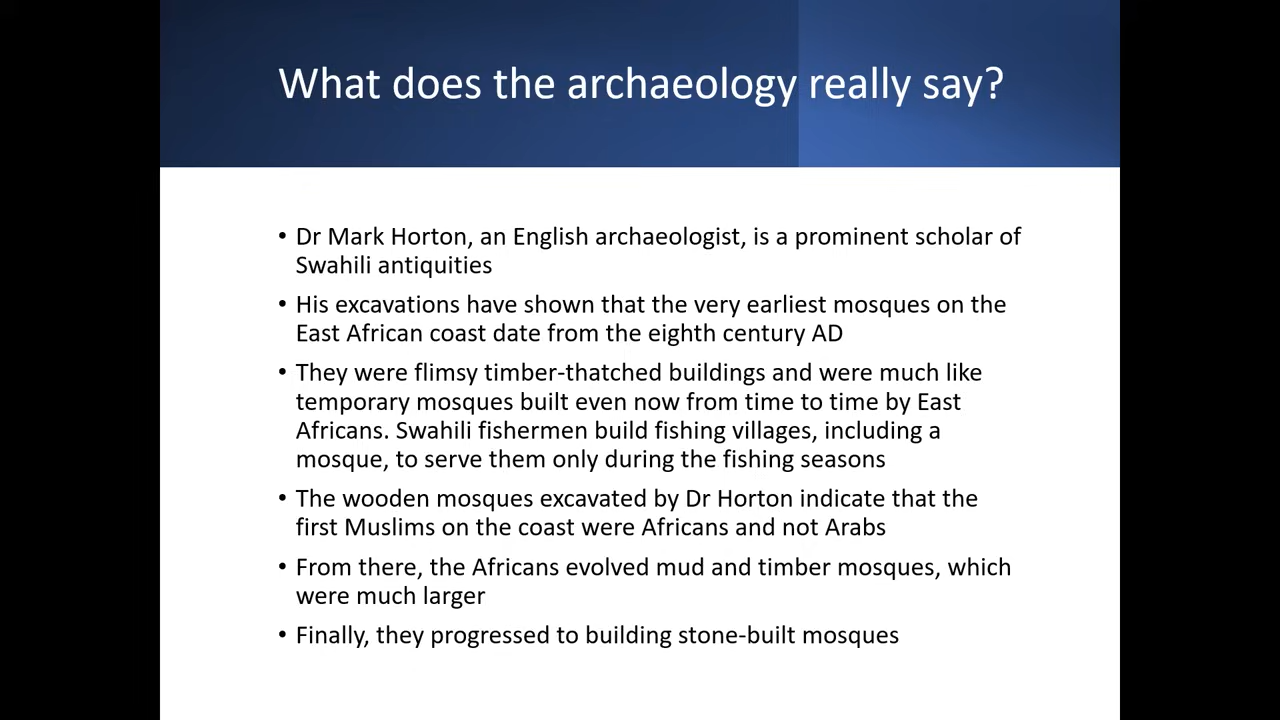 What does the archaeology really say?
• Dr Mark Horton, an English archaeologist, is a prominent scholar of
Swahili antiquities
• His excavations have shown that the very earliest mosques on the
East African coast date from the eighth century AD
• They were flimsy timber-thatched buildings and were much like
temporary mosques built even now from time to time by East
Africans. Swahili fishermen build fishing villages, including a
mosque, to serve them only during the fishing seasons
• The wooden mosques excavated by Dr Horton indicate that the
first Muslims on the coast were Africans and not Arabs
• From there, the Africans evolved mud and timber mosques, which
were much larger
• Finally, they progressed to building stone-built mosques